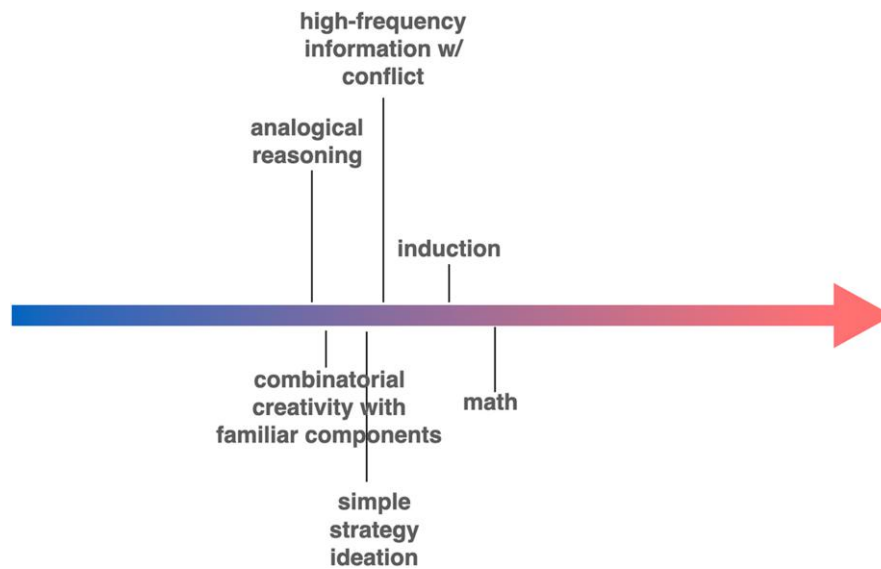 high-frequency
information w/
conflict
analogical
reasoning
induction
combinatorial
creativity with
familiar components
math
simple
strategy
ideation